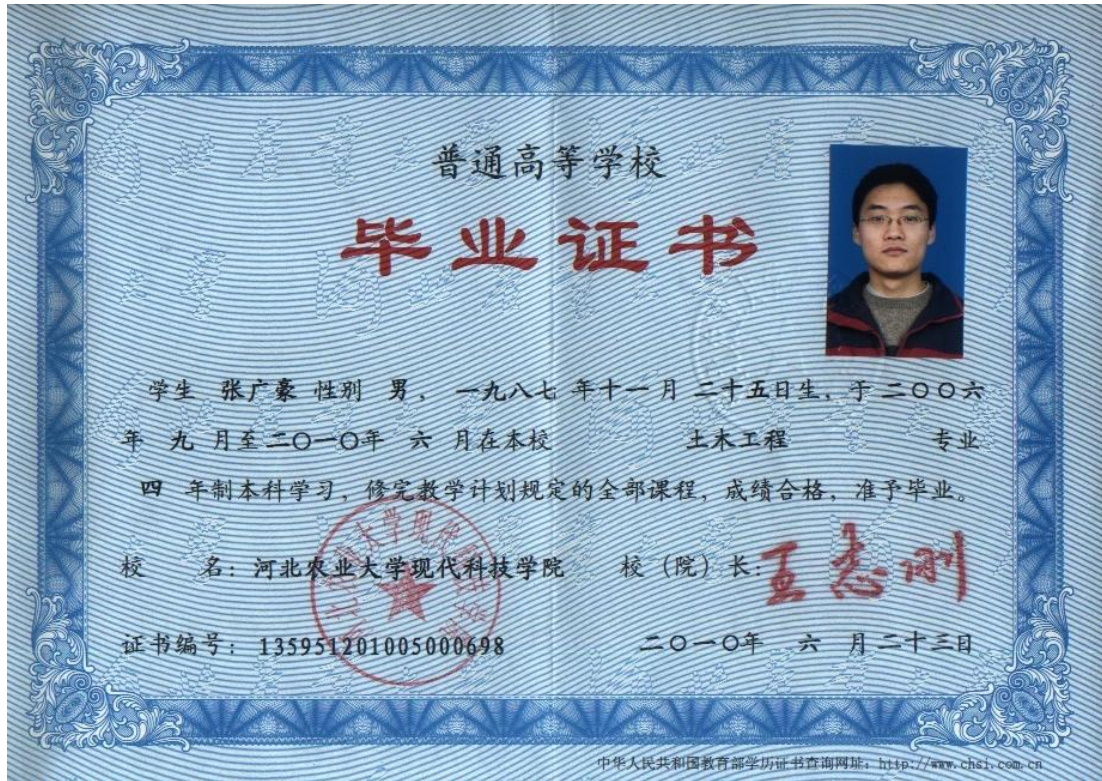 普通高等学校
毕业证书
学生 张广豪 性别 男， 一九八七 年十一月 二十五日生，于 二〇〇六
年 九 月至二〇一〇年 六 月在本校 土木工程 专业
四 年制本科学习，修完教学计划规定的全部课程，成绩合格，准予毕业。
校 名：河北农业大学现代科技学院 校（院）长：王志刚
证书编号：135951201005000698 二〇一〇年 六 月二十三日
中华人民共和国教育部学历证书查询网址：http://www.chsi.com.cn